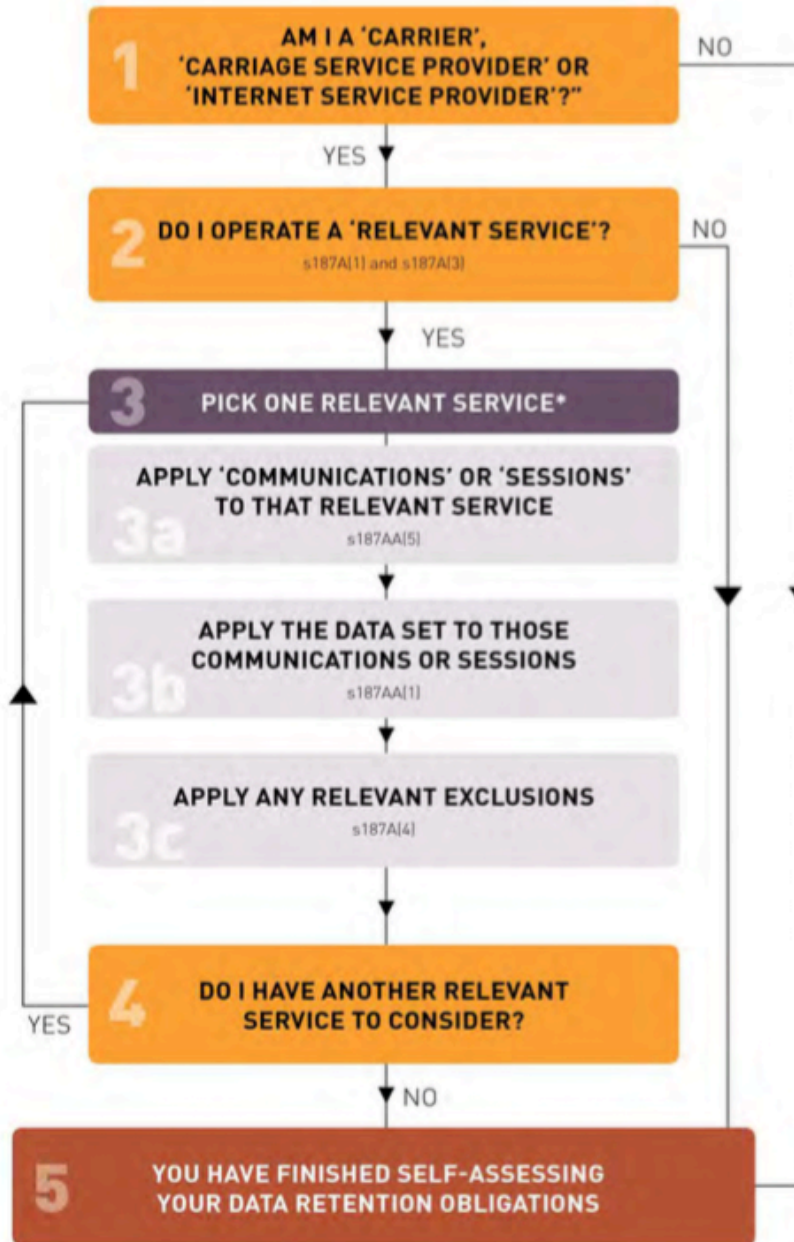 1
AM I A ‘CARRIER’,
‘CARRIAGE SERVICE PROVIDER’ OR
‘INTERNET SERVICE PROVIDER’?”
NO
YES
2
DO I OPERATE A ‘RELEVANT SERVICE’?
s187A(1) and s187A(3)
NO
YES
3
PICK ONE RELEVANT SERVICE*
3a
APPLY ‘COMMUNICATIONS’ OR ‘SESSIONS’
TO THAT RELEVANT SERVICE
s187AA(5)
3b
APPLY THE DATA SET TO THOSE
COMMUNICATIONS OR SESSIONS
s187AA(1)
3c
APPLY ANY RELEVANT EXCLUSIONS
s187A(4)
4
DO I HAVE ANOTHER RELEVANT
SERVICE TO CONSIDER?
YES
NO
5
YOU HAVE FINISHED SELF-ASSESSING
YOUR DATA RETENTION OBLIGATIONS